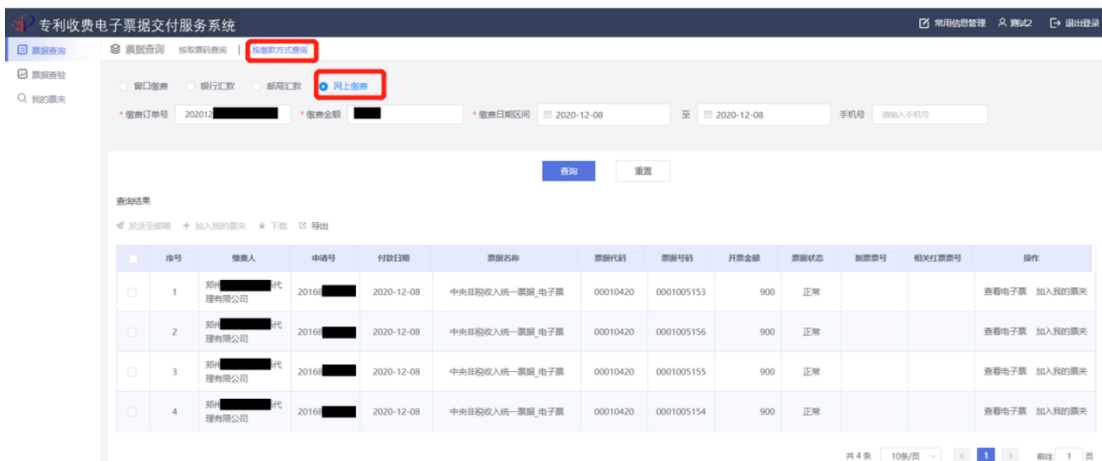 专利收费电子票据交付服务系统 常用信息管理 测试2 退出登录
票据查询
票据查验
我的票夹
票据查询 按取票码查询 按缴款方式查询
窗口缴费 银行汇款 邮局汇款 网上缴费
* 缴费订单号 202012 * 缴费金额 * 缴费日期区间 2020-12-08 至 2020-12-08 手机号 请输入手机号
查询 重置
查询结果
发送至邮箱 + 加入我的票夹 下载 导出
序号 缴费人 申请号 付款日期 票据名称 票据代码 票据号码 开票金额 票据状态 新票票号 相关红票票号 操作
1 郑州 代理有限公司 20168 2020-12-08 中央非税收入统一票据_电子票 00010420 0001005153 900 正常 查看电子票 加入我的票夹
2 郑州 代理有限公司 20168 2020-12-08 中央非税收入统一票据_电子票 00010420 0001005156 900 正常 查看电子票 加入我的票夹
3 郑州 代理有限公司 20168 2020-12-08 中央非税收入统一票据_电子票 00010420 0001005155 900 正常 查看电子票 加入我的票夹
4 郑州 代理有限公司 20168 2020-12-08 中央非税收入统一票据_电子票 00010420 0001005154 900 正常 查看电子票 加入我的票夹
共 4 条 10条/页 < 1 > 前往 1 页